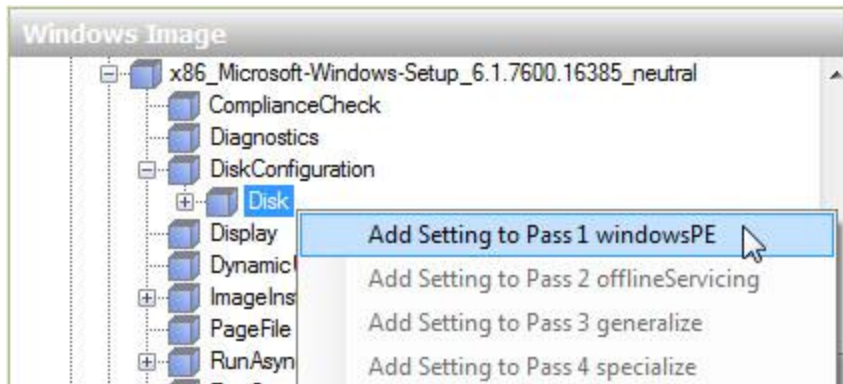 Windows Image
x86_Microsoft-Windows-Setup_6.1.7600.16385_neutral
ComplianceCheck
Diagnostics
DiskConfiguration
Disk
Add Setting to Pass 1 windowsPE
Display
Add Setting to Pass 2 offlineServicing
ImageIns
Add Setting to Pass 3 generalize
PageFile
RunAsyn
Add Setting to Pass 4 specialize